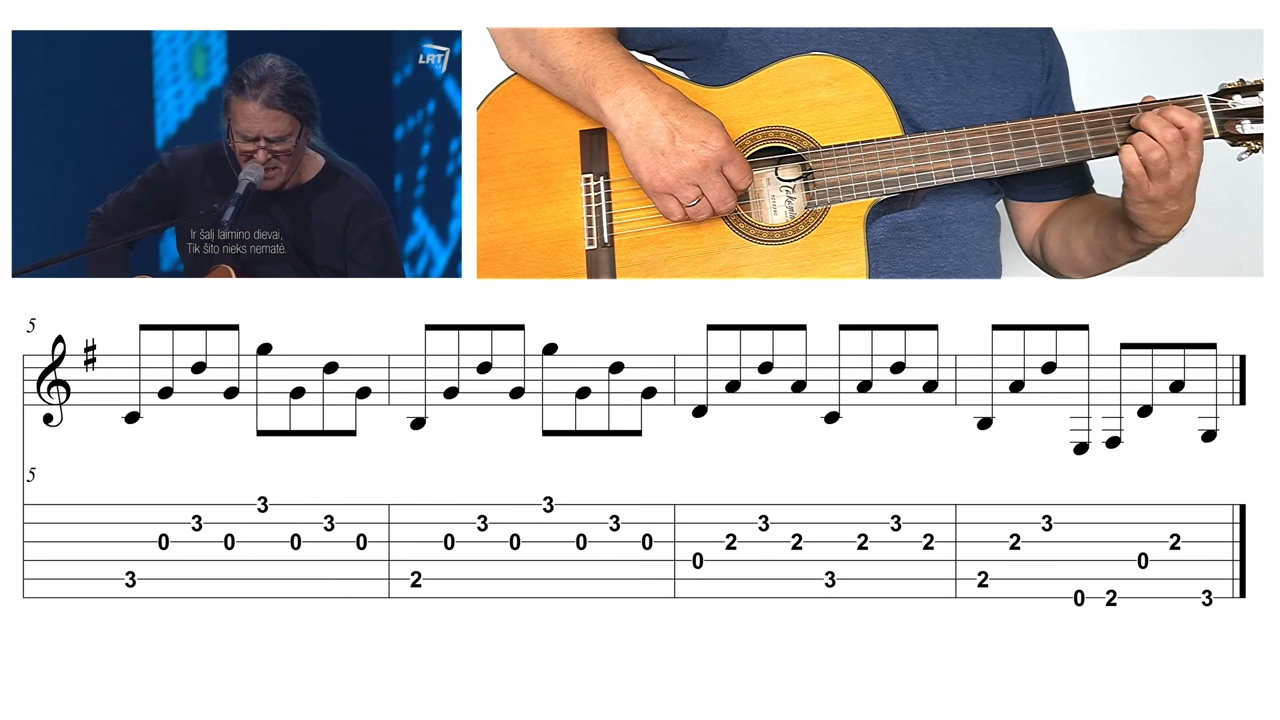 LRT
Ir šalį laimino dievai,
Tik šito nieks nematė.
5
5
3 0 3 0 3 0 3 0 2 0 3 0 3 0 3 0 0 2 3 2 3 2 3 2 2 2 3 0 2 0 2 3